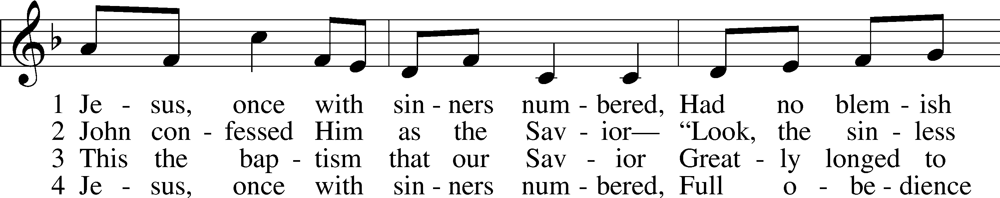 1 Je - sus, once with sin - ners num - bered, Had no blem - ish
2 John con - fessed Him as the Sav - ior— “Look, the sin - less
3 This the bap - tism that our Sav - ior Great - ly longed to
4 Je - sus, once with sin - ners num - bered, Full o - be - dience